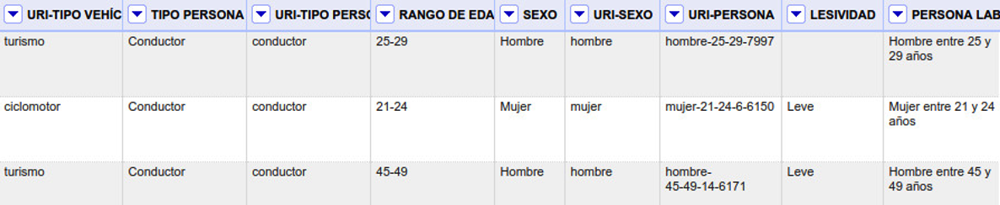 URI-TIPO VEHÍC TIPO PERSONA URI-TIPO PERSO RANGO DE EDA SEXO URI-SEXO URI-PERSONA LESIVIDAD PERSONA LAB
turismo Conductor conductor 25-29 Hombre hombre hombre-25-29-7997 Hombre entre 25 y
29 años
ciclomotor Conductor conductor 21-24 Mujer mujer mujer-21-24-6-6150 Leve Mujer entre 21 y 24
años
turismo Conductor conductor 45-49 Hombre hombre hombre- Leve Hombre entre 45 y
45-49-14-6171 49 años